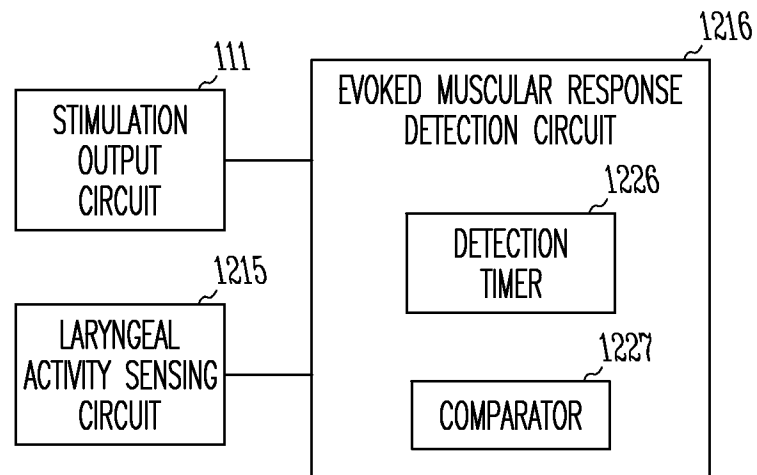 111
STIMULATION
OUTPUT
CIRCUIT
1215
LARYNGEAL
ACTIVITY SENSING
CIRCUIT
1216
EVOKED MUSCULAR RESPONSE
DETECTION CIRCUIT
1226
DETECTION
TIMER
1227
COMPARATOR